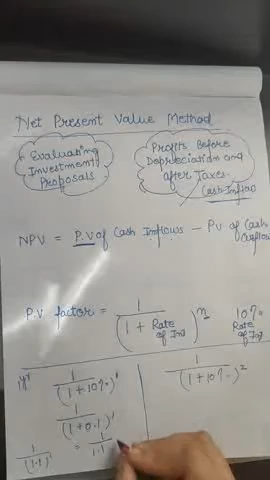 Net Present Value Method
Evaluating
Investment
Proposals
Profits Before
Depreciation and
after Taxes.
Cash Inflow
NPV = P.V of Cash Inflows - PV of Cash
Outflow
P.V factor = 1 / (1 + Rate of Int)^n
10%
Rate
of Int
1 / (1 + 10%)^1
1 / (1 + 10%)^2
1 / (1 + 0.1)^1
1 / (1.1)^1 = 1 / 1.1